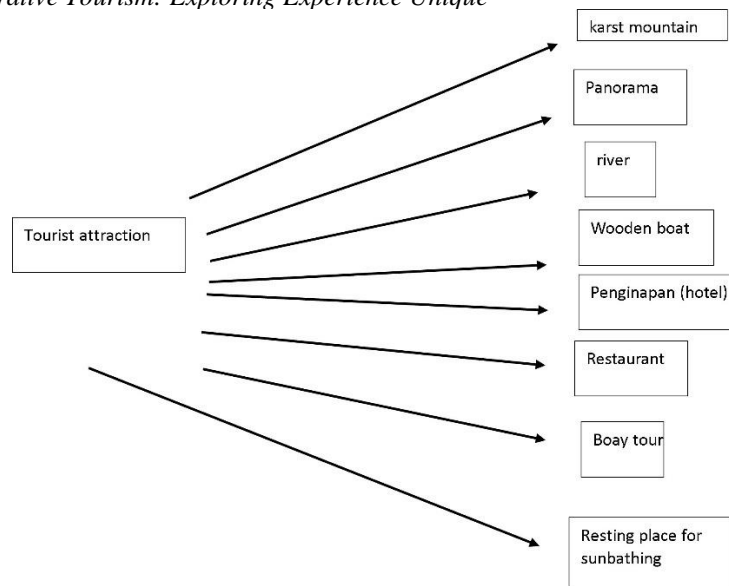 Tourism: Exploring Experience Unique
karst mountain
Panorama
river
Tourist attraction
Wooden boat
Penginapan (hotel)
Restaurant
Boay tour
Resting place for
sunbathing